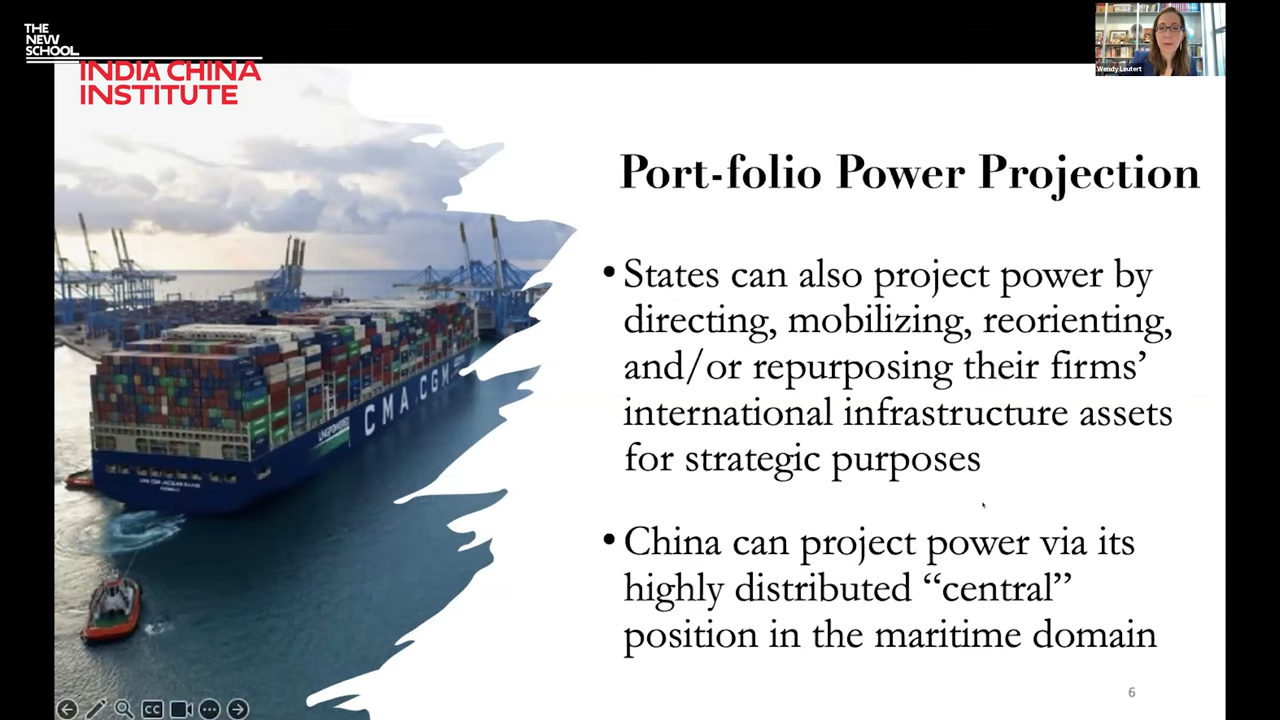 THE
NEW
SCHOOL
INDIA CHINA
INSTITUTE
Wendy Leutert
Port-folio Power Projection
• States can also project power by
directing, mobilizing, reorienting,
and/or repurposing their firms’
international infrastructure assets
for strategic purposes
• China can project power via its
highly distributed “central”
position in the maritime domain
CMA CGM
CC
6